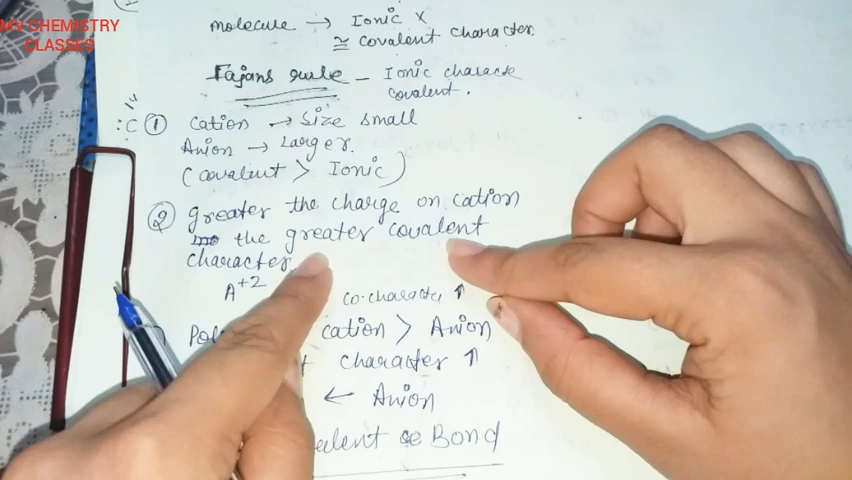 MV CHEMISTRY
CLASSES
molecule → Ionic x
≅ covalent character.
Fajans rule - Ionic characte
covalent.
:C ① cation → size small
Anion → Larger.
(covalent > Ionic)
② greater the charge on cation
the greater covalent
character.
A+2 co-character ↑
cation > Anion
character ↑
← Anion
Bond